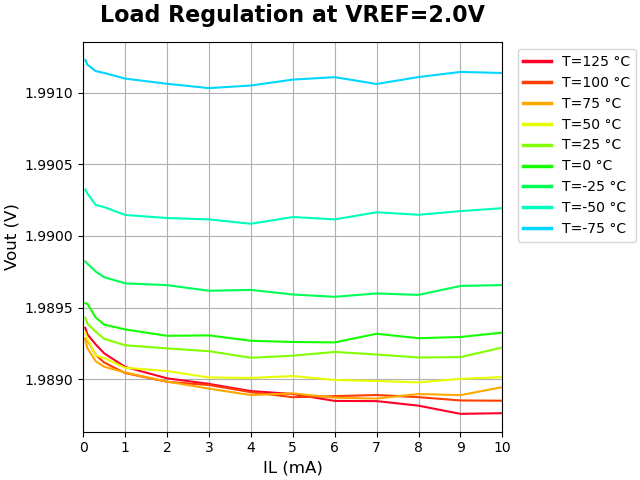 Load Regulation at VREF=2.0V
Vout (V)
1.9910
1.9905
1.9900
1.9895
1.9890
0 1 2 3 4 5 6 7 8 9 10
IL (mA)
T=125 °C
T=100 °C
T=75 °C
T=50 °C
T=25 °C
T=0 °C
T=-25 °C
T=-50 °C
T=-75 °C